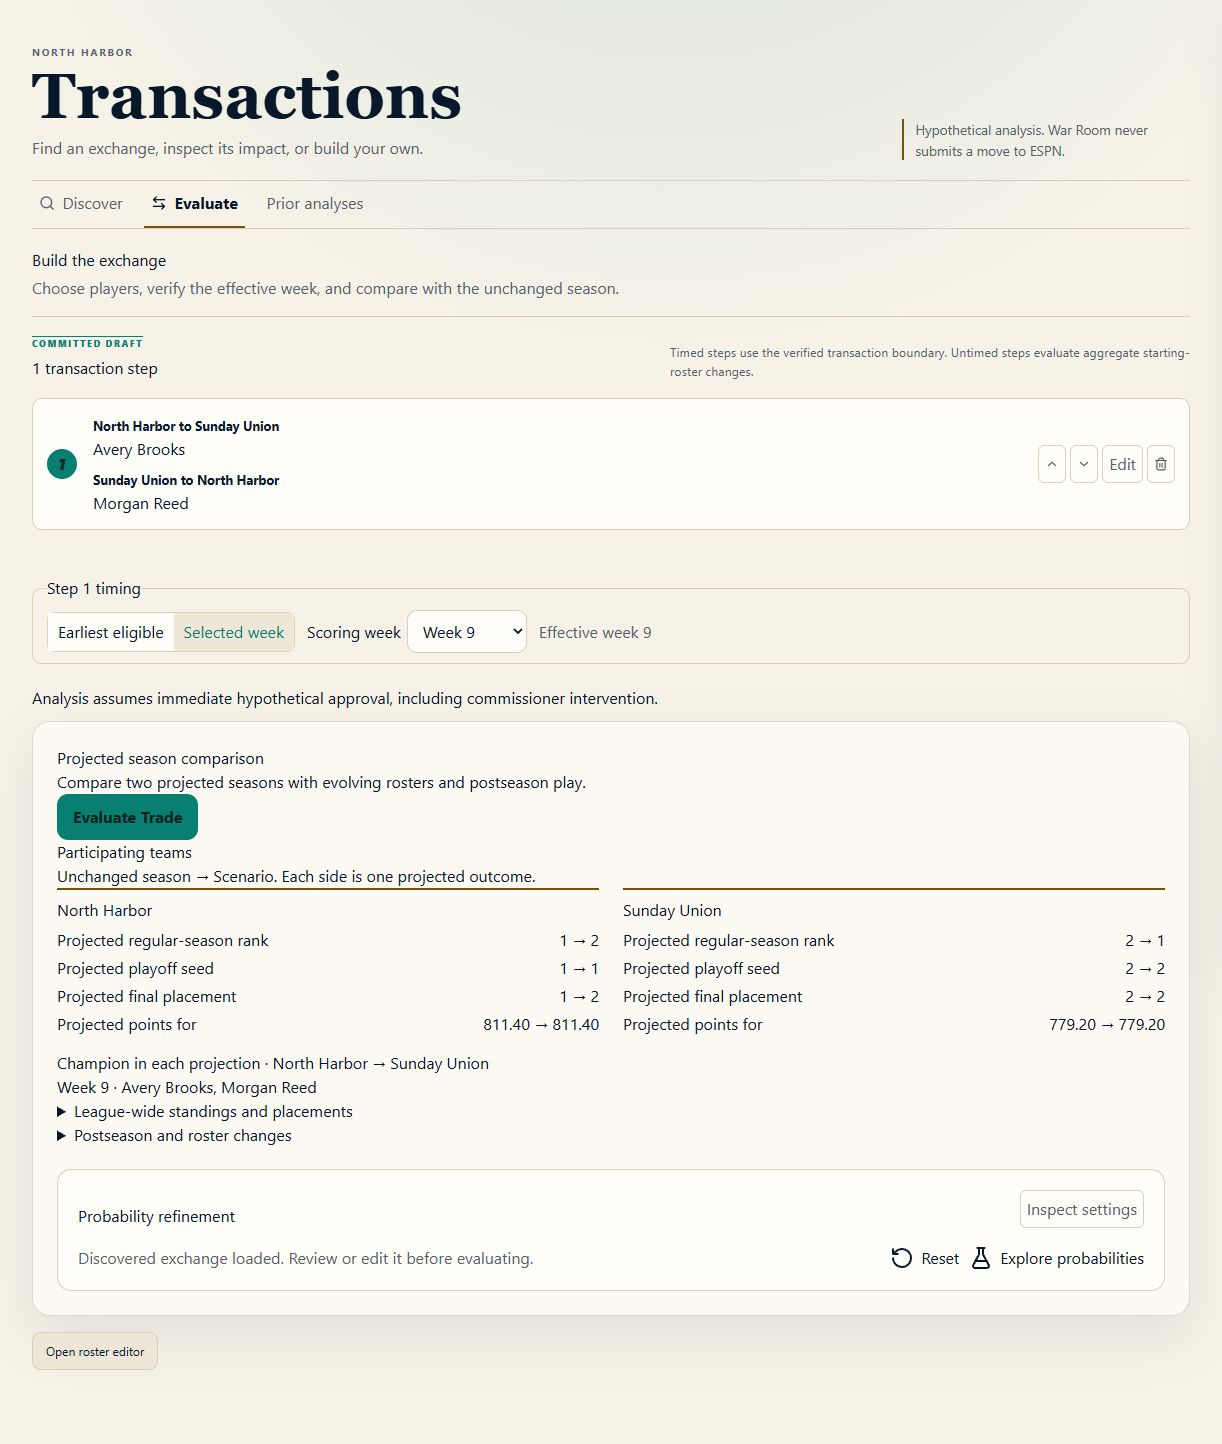 NORTH HARBOR
Transactions
Find an exchange, inspect its impact, or build your own.
Hypothetical analysis. War Room never
submits a move to ESPN.
Discover
Evaluate
Prior analyses
Build the exchange
Choose players, verify the effective week, and compare with the unchanged season.
COMMITTED DRAFT
1 transaction step
Timed steps use the verified transaction boundary. Untimed steps evaluate aggregate starting-
roster changes.
1
North Harbor to Sunday Union
Avery Brooks
Sunday Union to North Harbor
Morgan Reed
Edit
Step 1 timing
Earliest eligible
Selected week
Scoring week
Week 9
Effective week 9
Analysis assumes immediate hypothetical approval, including commissioner intervention.
Projected season comparison
Compare two projected seasons with evolving rosters and postseason play.
Evaluate Trade
Participating teams
Unchanged season → Scenario. Each side is one projected outcome.
North Harbor
Projected regular-season rank 1 → 2
Projected playoff seed 1 → 1
Projected final placement 1 → 2
Projected points for 811.40 → 811.40
Sunday Union
Projected regular-season rank 2 → 1
Projected playoff seed 2 → 2
Projected final placement 2 → 2
Projected points for 779.20 → 779.20
Champion in each projection · North Harbor → Sunday Union
Week 9 · Avery Brooks, Morgan Reed
League-wide standings and placements
Postseason and roster changes
Probability refinement
Inspect settings
Discovered exchange loaded. Review or edit it before evaluating.
Reset
Explore probabilities
Open roster editor